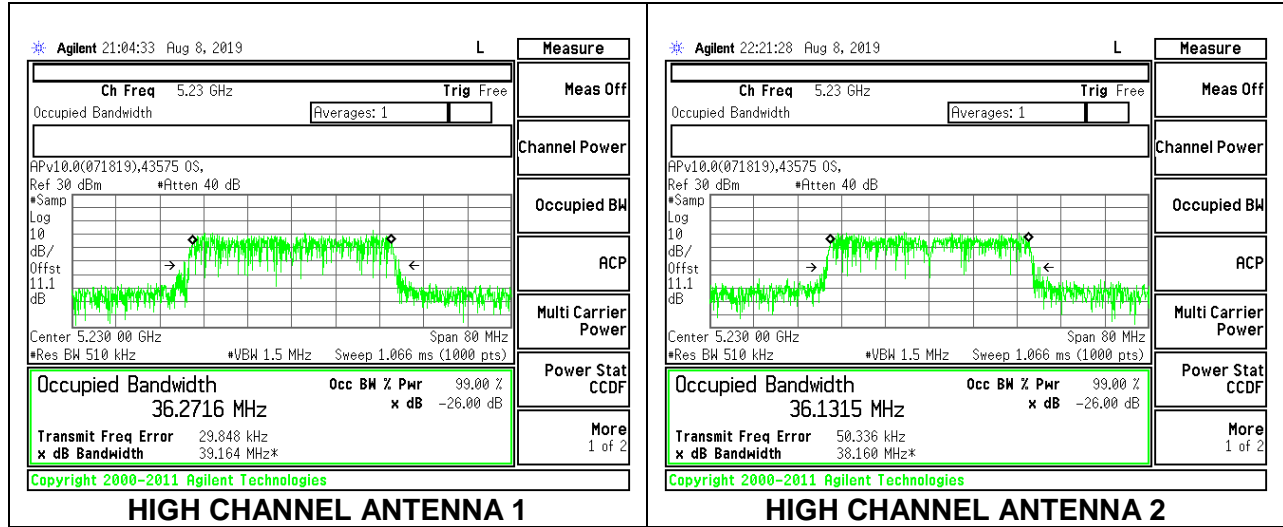 Agilent 21:04:33 Aug 8, 2019 L
Measure
Ch Freq 5.23 GHz Trig Free
Meas Off
Occupied Bandwidth Averages: 1
Channel Power
APv10.0(071819),43575 OS,
Ref 30 dBm #Atten 40 dB
#Samp
Log
10
dB/
Offst
11.1
dB
Occupied BW
ACP
Multi Carrier
Power
Center 5.230 00 GHz Span 80 MHz
#Res BW 510 kHz #VBW 1.5 MHz Sweep 1.066 ms (1000 pts)
Power Stat
CCDF
Occupied Bandwidth Occ BW % Pwr 99.00 %
36.2716 MHz x dB -26.00 dB
More
1 of 2
Transmit Freq Error 29.848 kHz
x dB Bandwidth 39.164 MHz*
Copyright 2000-2011 Agilent Technologies
HIGH CHANNEL ANTENNA 1
Agilent 22:21:28 Aug 8, 2019 L
Measure
Ch Freq 5.23 GHz Trig Free
Meas Off
Occupied Bandwidth Averages: 1
Channel Power
APv10.0(071819),43575 OS,
Ref 30 dBm #Atten 40 dB
#Samp
Log
10
dB/
Offst
11.1
dB
Occupied BW
ACP
Multi Carrier
Power
Center 5.230 00 GHz Span 80 MHz
#Res BW 510 kHz #VBW 1.5 MHz Sweep 1.066 ms (1000 pts)
Power Stat
CCDF
Occupied Bandwidth Occ BW % Pwr 99.00 %
36.1315 MHz x dB -26.00 dB
More
1 of 2
Transmit Freq Error 50.336 kHz
x dB Bandwidth 38.160 MHz*
Copyright 2000-2011 Agilent Technologies
HIGH CHANNEL ANTENNA 2